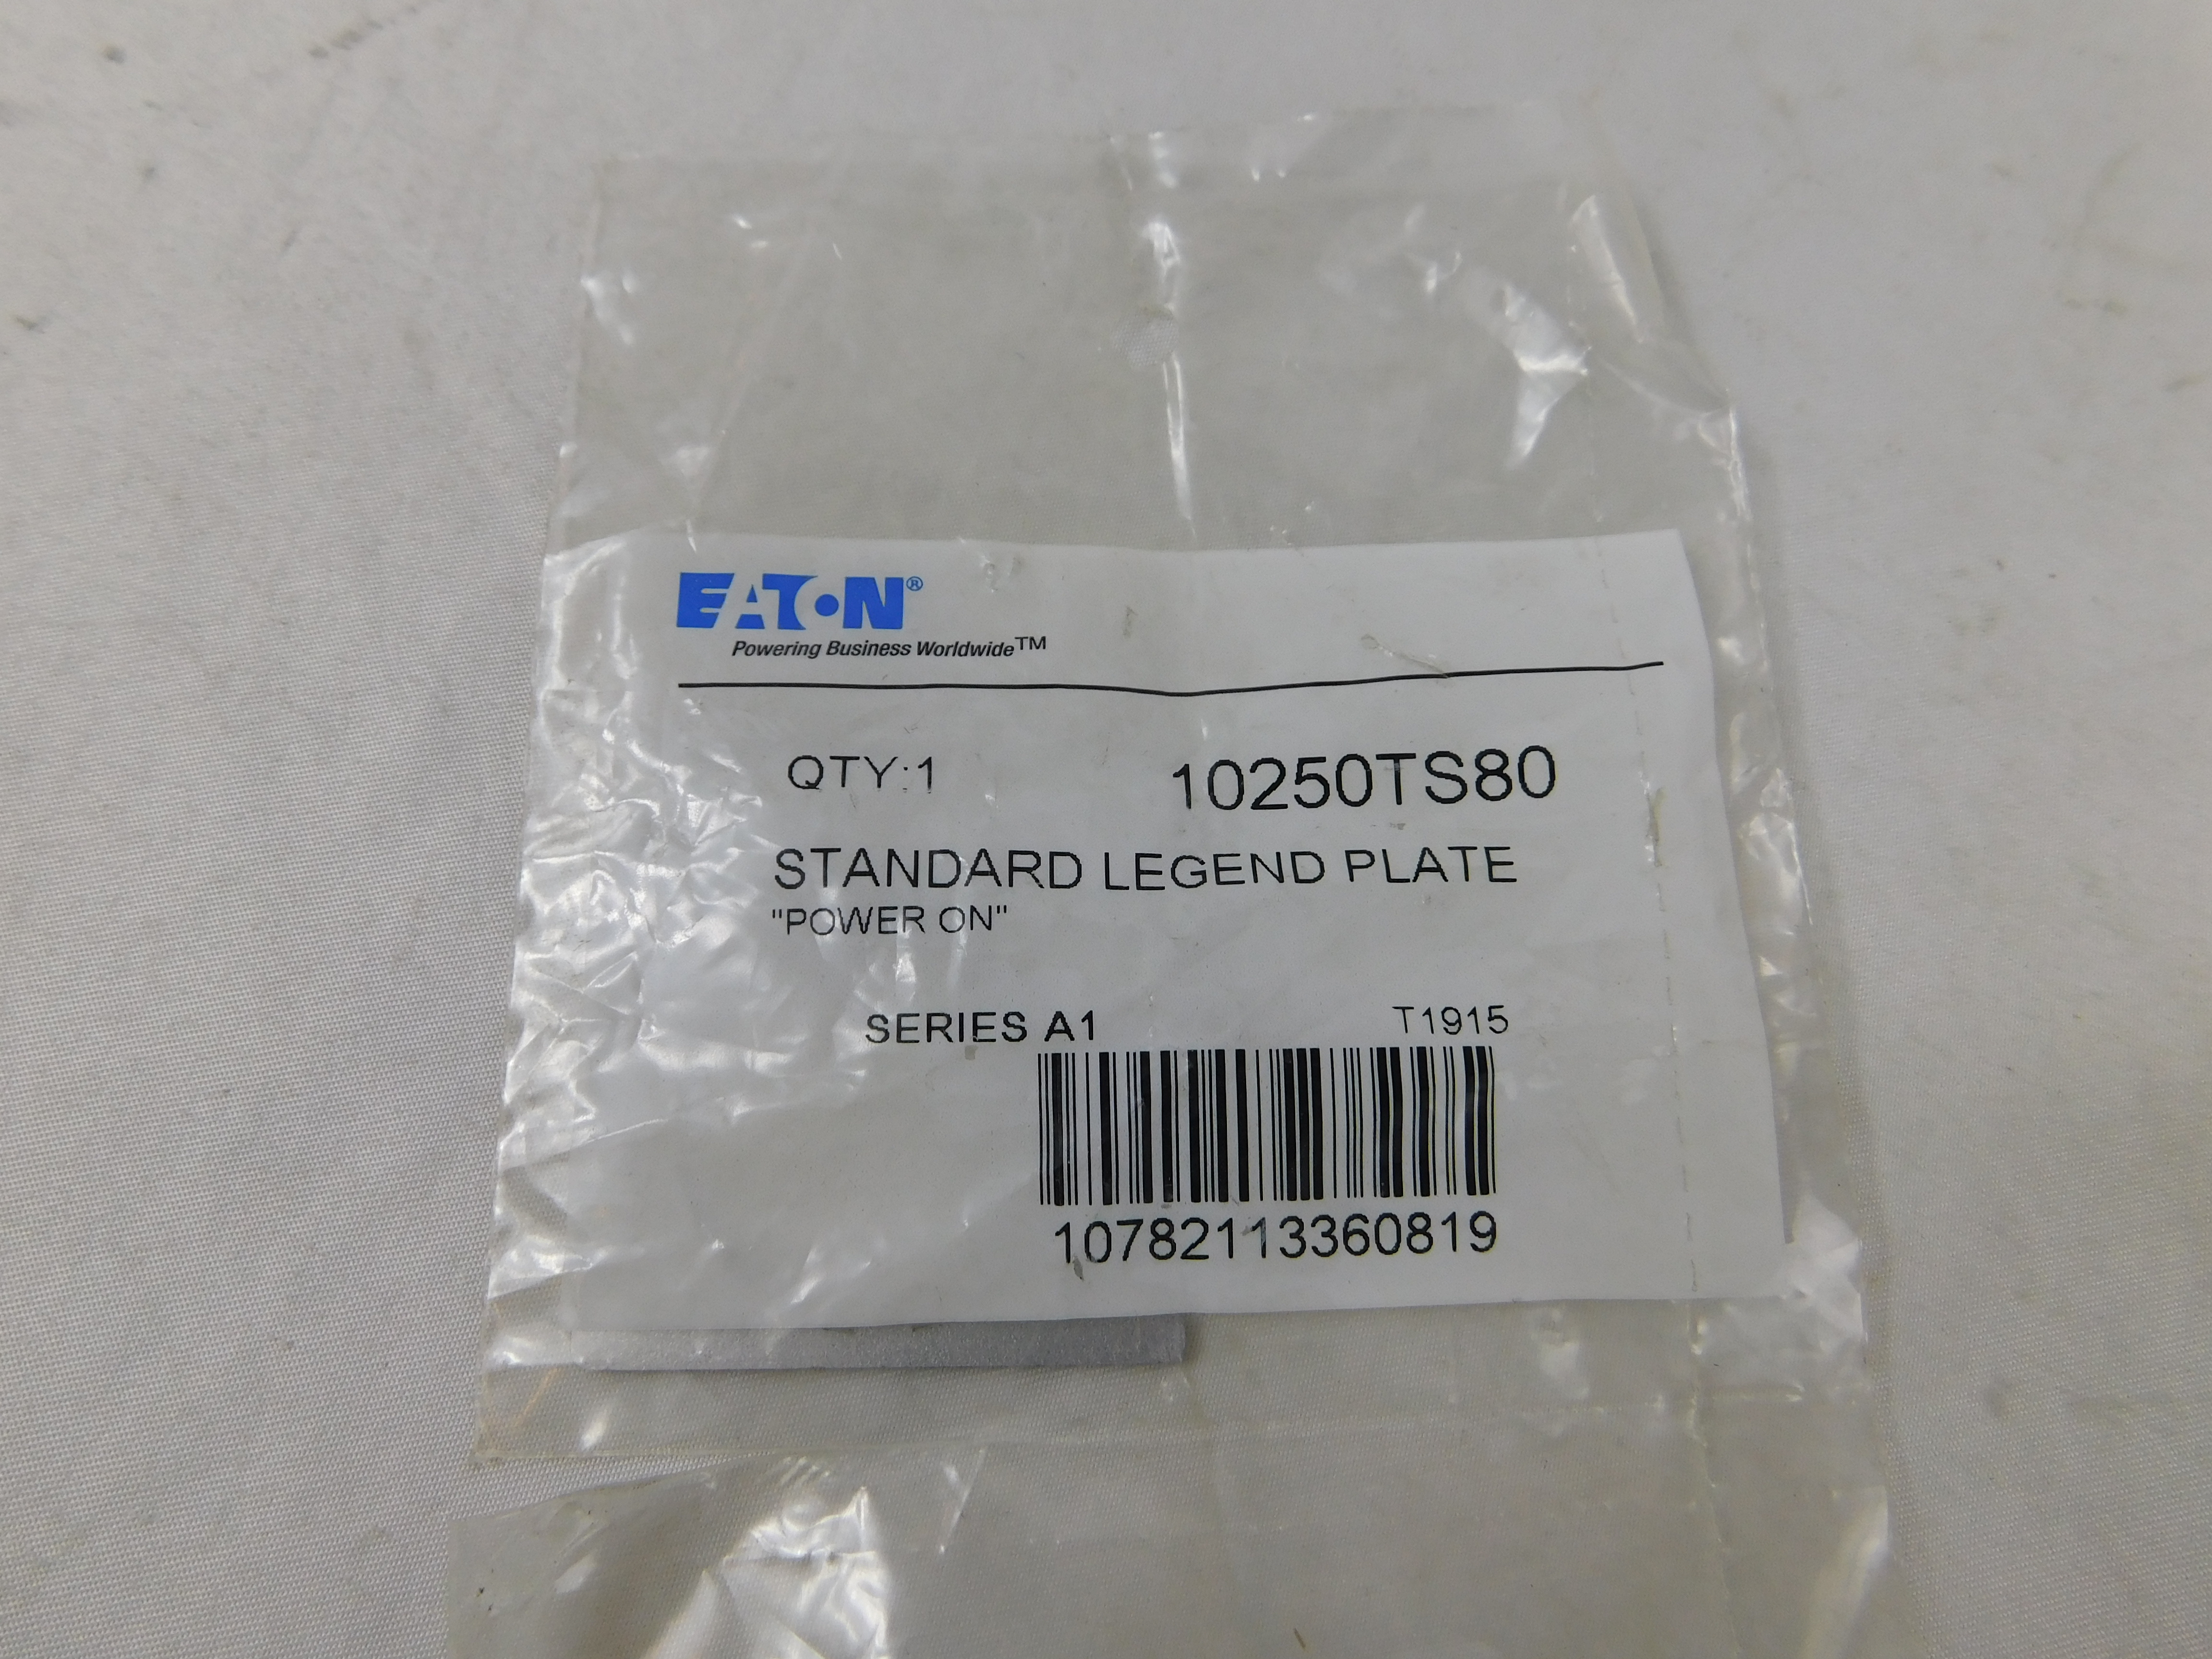 EATON®
Powering Business Worldwide™
QTY:1 10250TS80
STANDARD LEGEND PLATE
"POWER ON"
SERIES A1 T1915
10782113360819